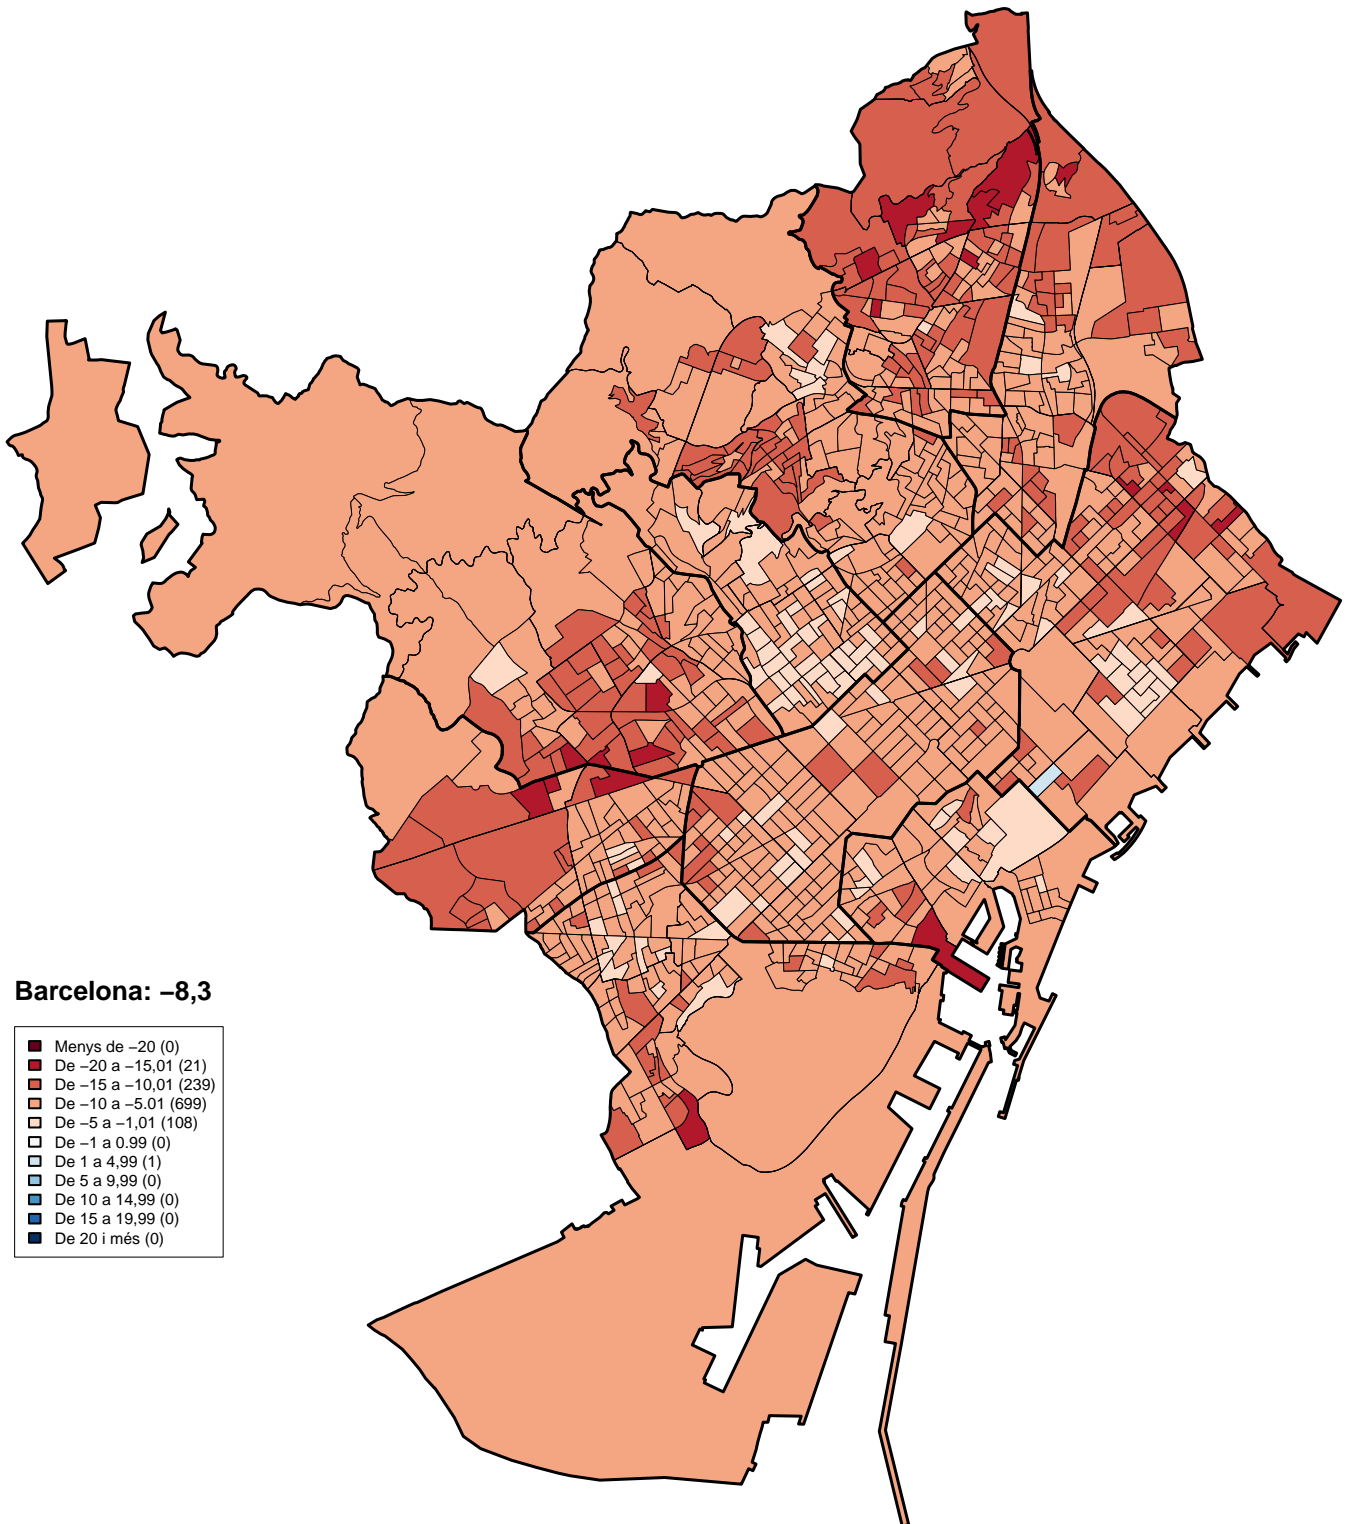 Barcelona: −8,3
Menys de −20 (0)
De −20 a −15,01 (21)
De −15 a −10,01 (239)
De −10 a −5.01 (699)
De −5 a −1,01 (108)
De −1 a 0.99 (0)
De 1 a 4,99 (1)
De 5 a 9,99 (0)
De 10 a 14,99 (0)
De 15 a 19,99 (0)
De 20 i més (0)